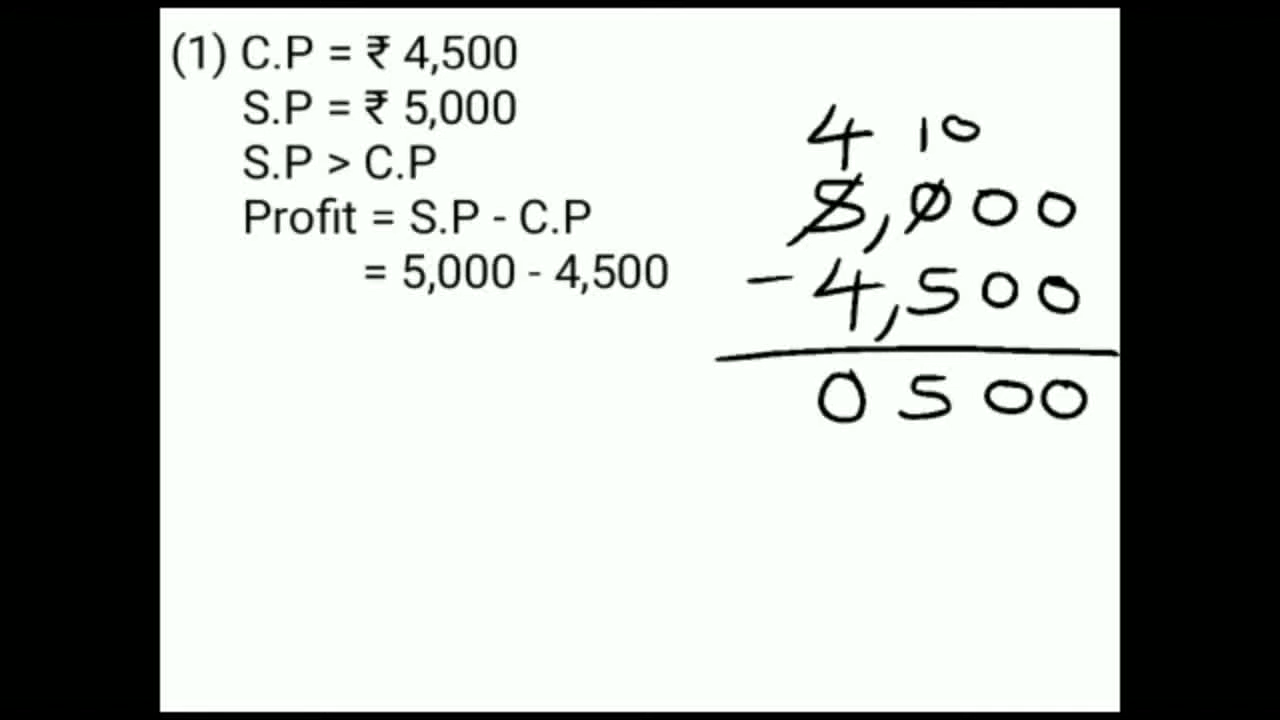 (1) C.P = ₹ 4,500
S.P = ₹ 5,000
S.P > C.P
Profit = S.P - C.P
= 5,000 - 4,500
4 10
5,000
- 4,500
0500